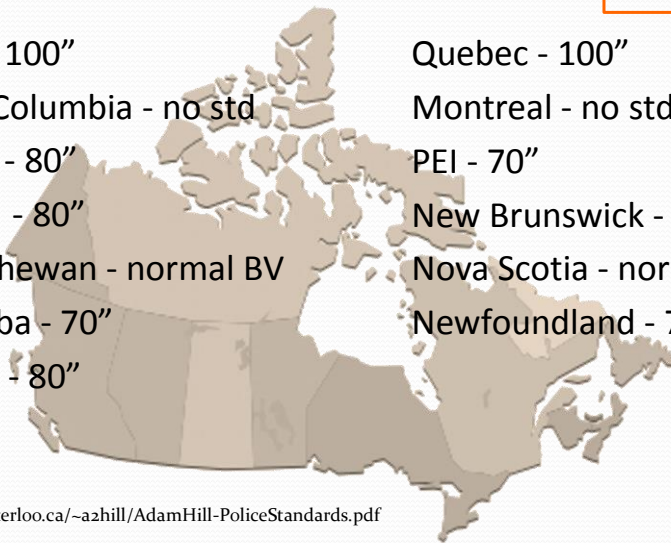 100”
Columbia - no std
- 80”
- 80”
hewan - normal BV
ba - 70”
- 80”
Quebec - 100”
Montreal - no std
PEI - 70”
New Brunswick -
Nova Scotia - nor
Newfoundland - 7
erloo.ca/~a2hill/AdamHill-PoliceStandards.pdf